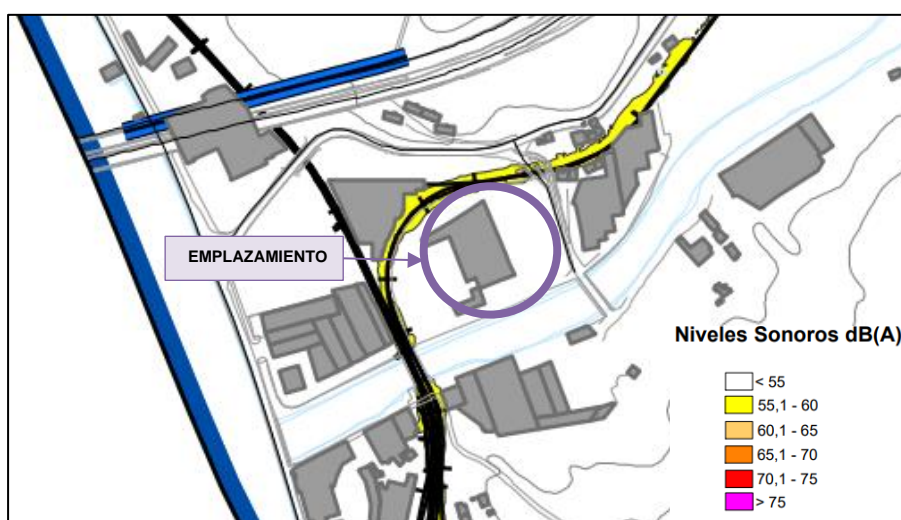 EMPLAZAMIENTO
Niveles Sonoros dB(A)
< 55
55,1 - 60
60,1 - 65
65,1 - 70
70,1 - 75
> 75